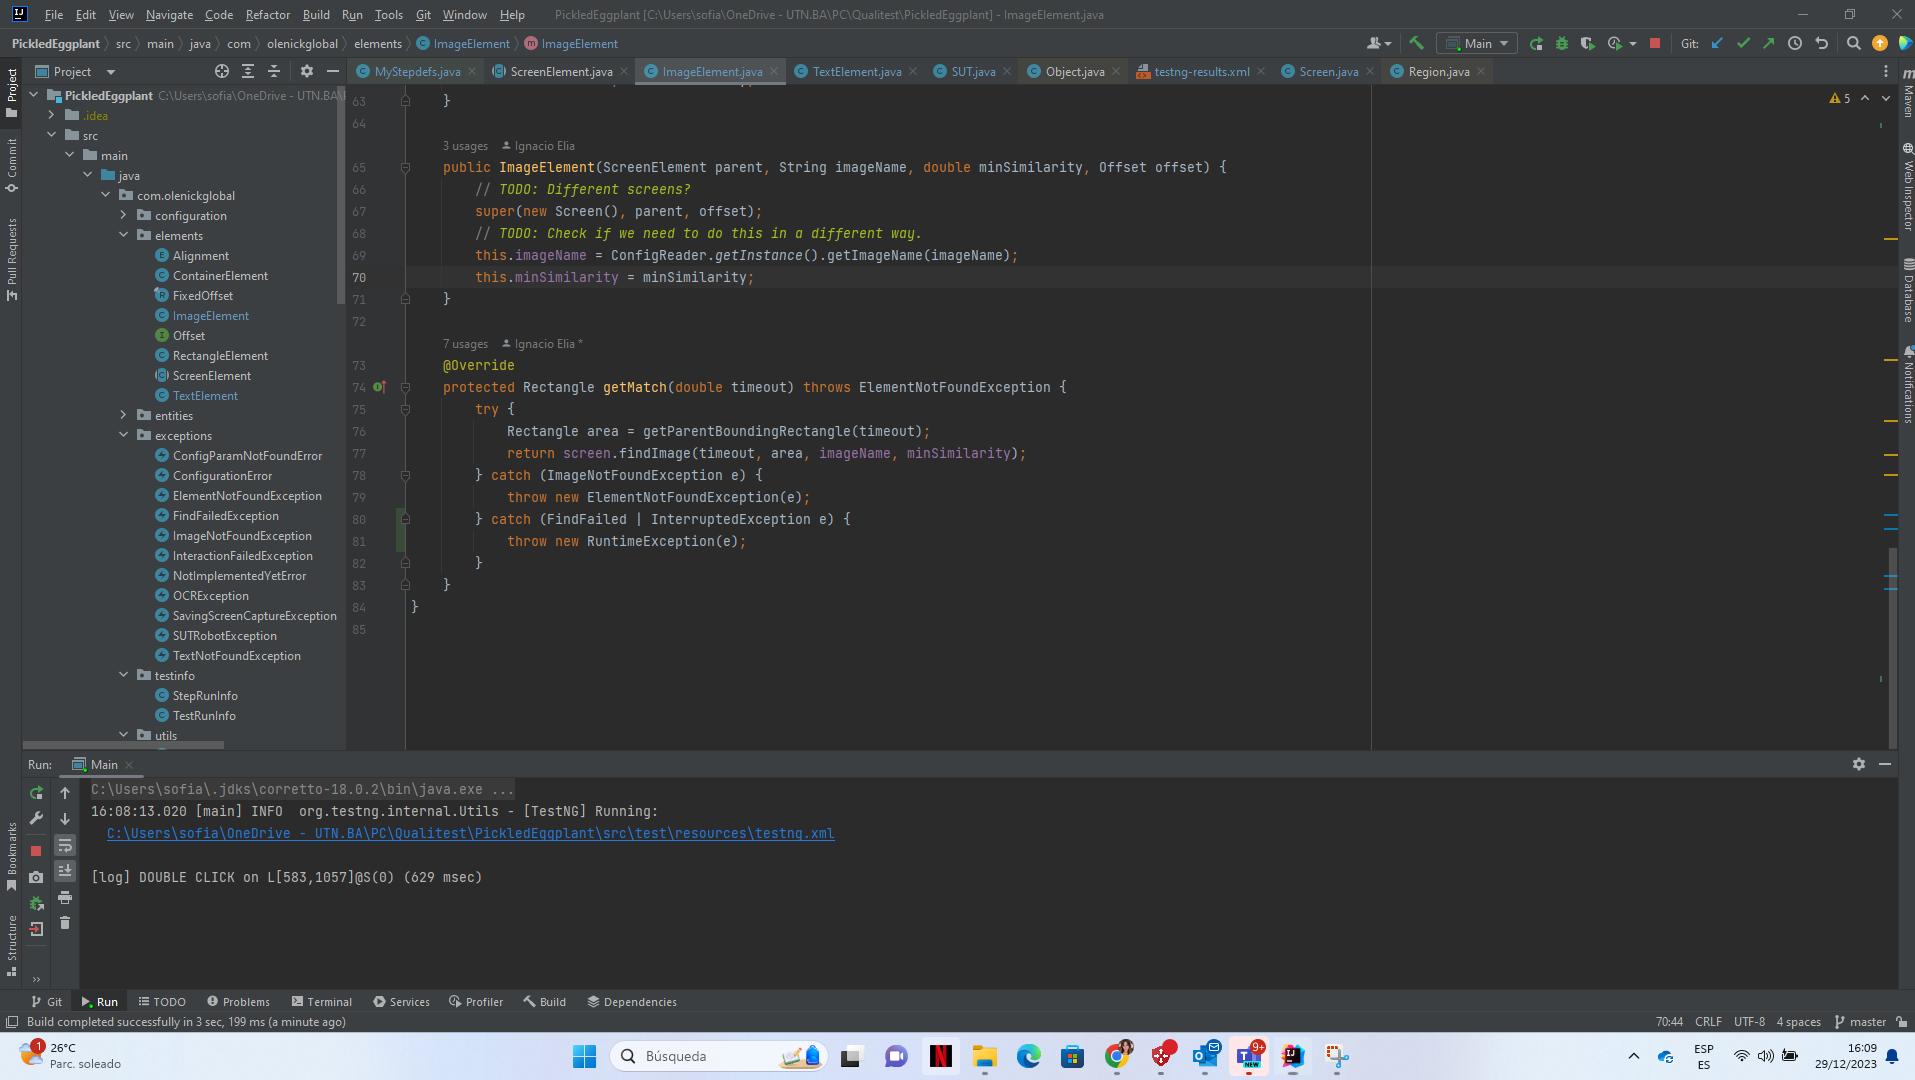 File Edit View Navigate Code Refactor Build Run Tools Git Window Help PickledEggplant [C:\Users\sofia\OneDrive - UTN.BA\PC\Qualitest\PickledEggplant] - ImageElement.java
PickledEggplant src main java com olenickglobal elements ImageElement ImageElement Main Git:
Project MyStepdefs.java ScreenElement.java ImageElement.java TextElement.java SUT.java Object.java testng-results.xml Screen.java Region.java
Project
Commit
Pull Requests
Bookmarks
Structure
PickledEggplant C:\Users\sofia\OneDrive - UTN.BA\
.idea
src
main
java
com.olenickglobal
configuration
elements
Alignment
ContainerElement
FixedOffset
ImageElement
Offset
RectangleElement
ScreenElement
TextElement
entities
exceptions
ConfigParamNotFoundError
ConfigurationError
ElementNotFoundException
FindFailedException
ImageNotFoundException
InteractionFailedException
NotImplementedYetError
OCRException
SavingScreenCaptureException
SUTRobotException
TextNotFoundException
testinfo
StepRunInfo
TestRunInfo
utils
5
63 }
64
3 usages Ignacio Elia
65 public ImageElement(ScreenElement parent, String imageName, double minSimilarity, Offset offset) {
66 // TODO: Different screens?
67 super(new Screen(), parent, offset);
68 // TODO: Check if we need to do this in a different way.
69 this.imageName = ConfigReader.getInstance().getImageName(imageName);
70 this.minSimilarity = minSimilarity;
71 }
72
7 usages Ignacio Elia *
73 @Override
74 protected Rectangle getMatch(double timeout) throws ElementNotFoundException {
75 try {
76 Rectangle area = getParentBoundingRectangle(timeout);
77 return screen.findImage(timeout, area, imageName, minSimilarity);
78 } catch (ImageNotFoundException e) {
79 throw new ElementNotFoundException(e);
80 } catch (FindFailed | InterruptedException e) {
81 throw new RuntimeException(e);
82 }
83 }
84 }
85
Maven
Web Inspector
Database
Notifications
Run: Main
C:\Users\sofia\.jdks\corretto-18.0.2\bin\java.exe ...
16:08:13.020 [main] INFO org.testng.internal.Utils - [TestNG] Running:
C:\Users\sofia\OneDrive - UTN.BA\PC\Qualitest\PickledEggplant\src\test\resources\testng.xml
[log] DOUBLE CLICK on L[583,1057]@S(0) (629 msec)
Git Run TODO Problems Terminal Services Profiler Build Dependencies
Build completed successfully in 3 sec, 199 ms (a minute ago) 70:44 CRLF UTF-8 4 spaces master
1 26°C
Parc. soleado
Búsqueda
9+
NEW
ESP
ES
16:09
29/12/2023